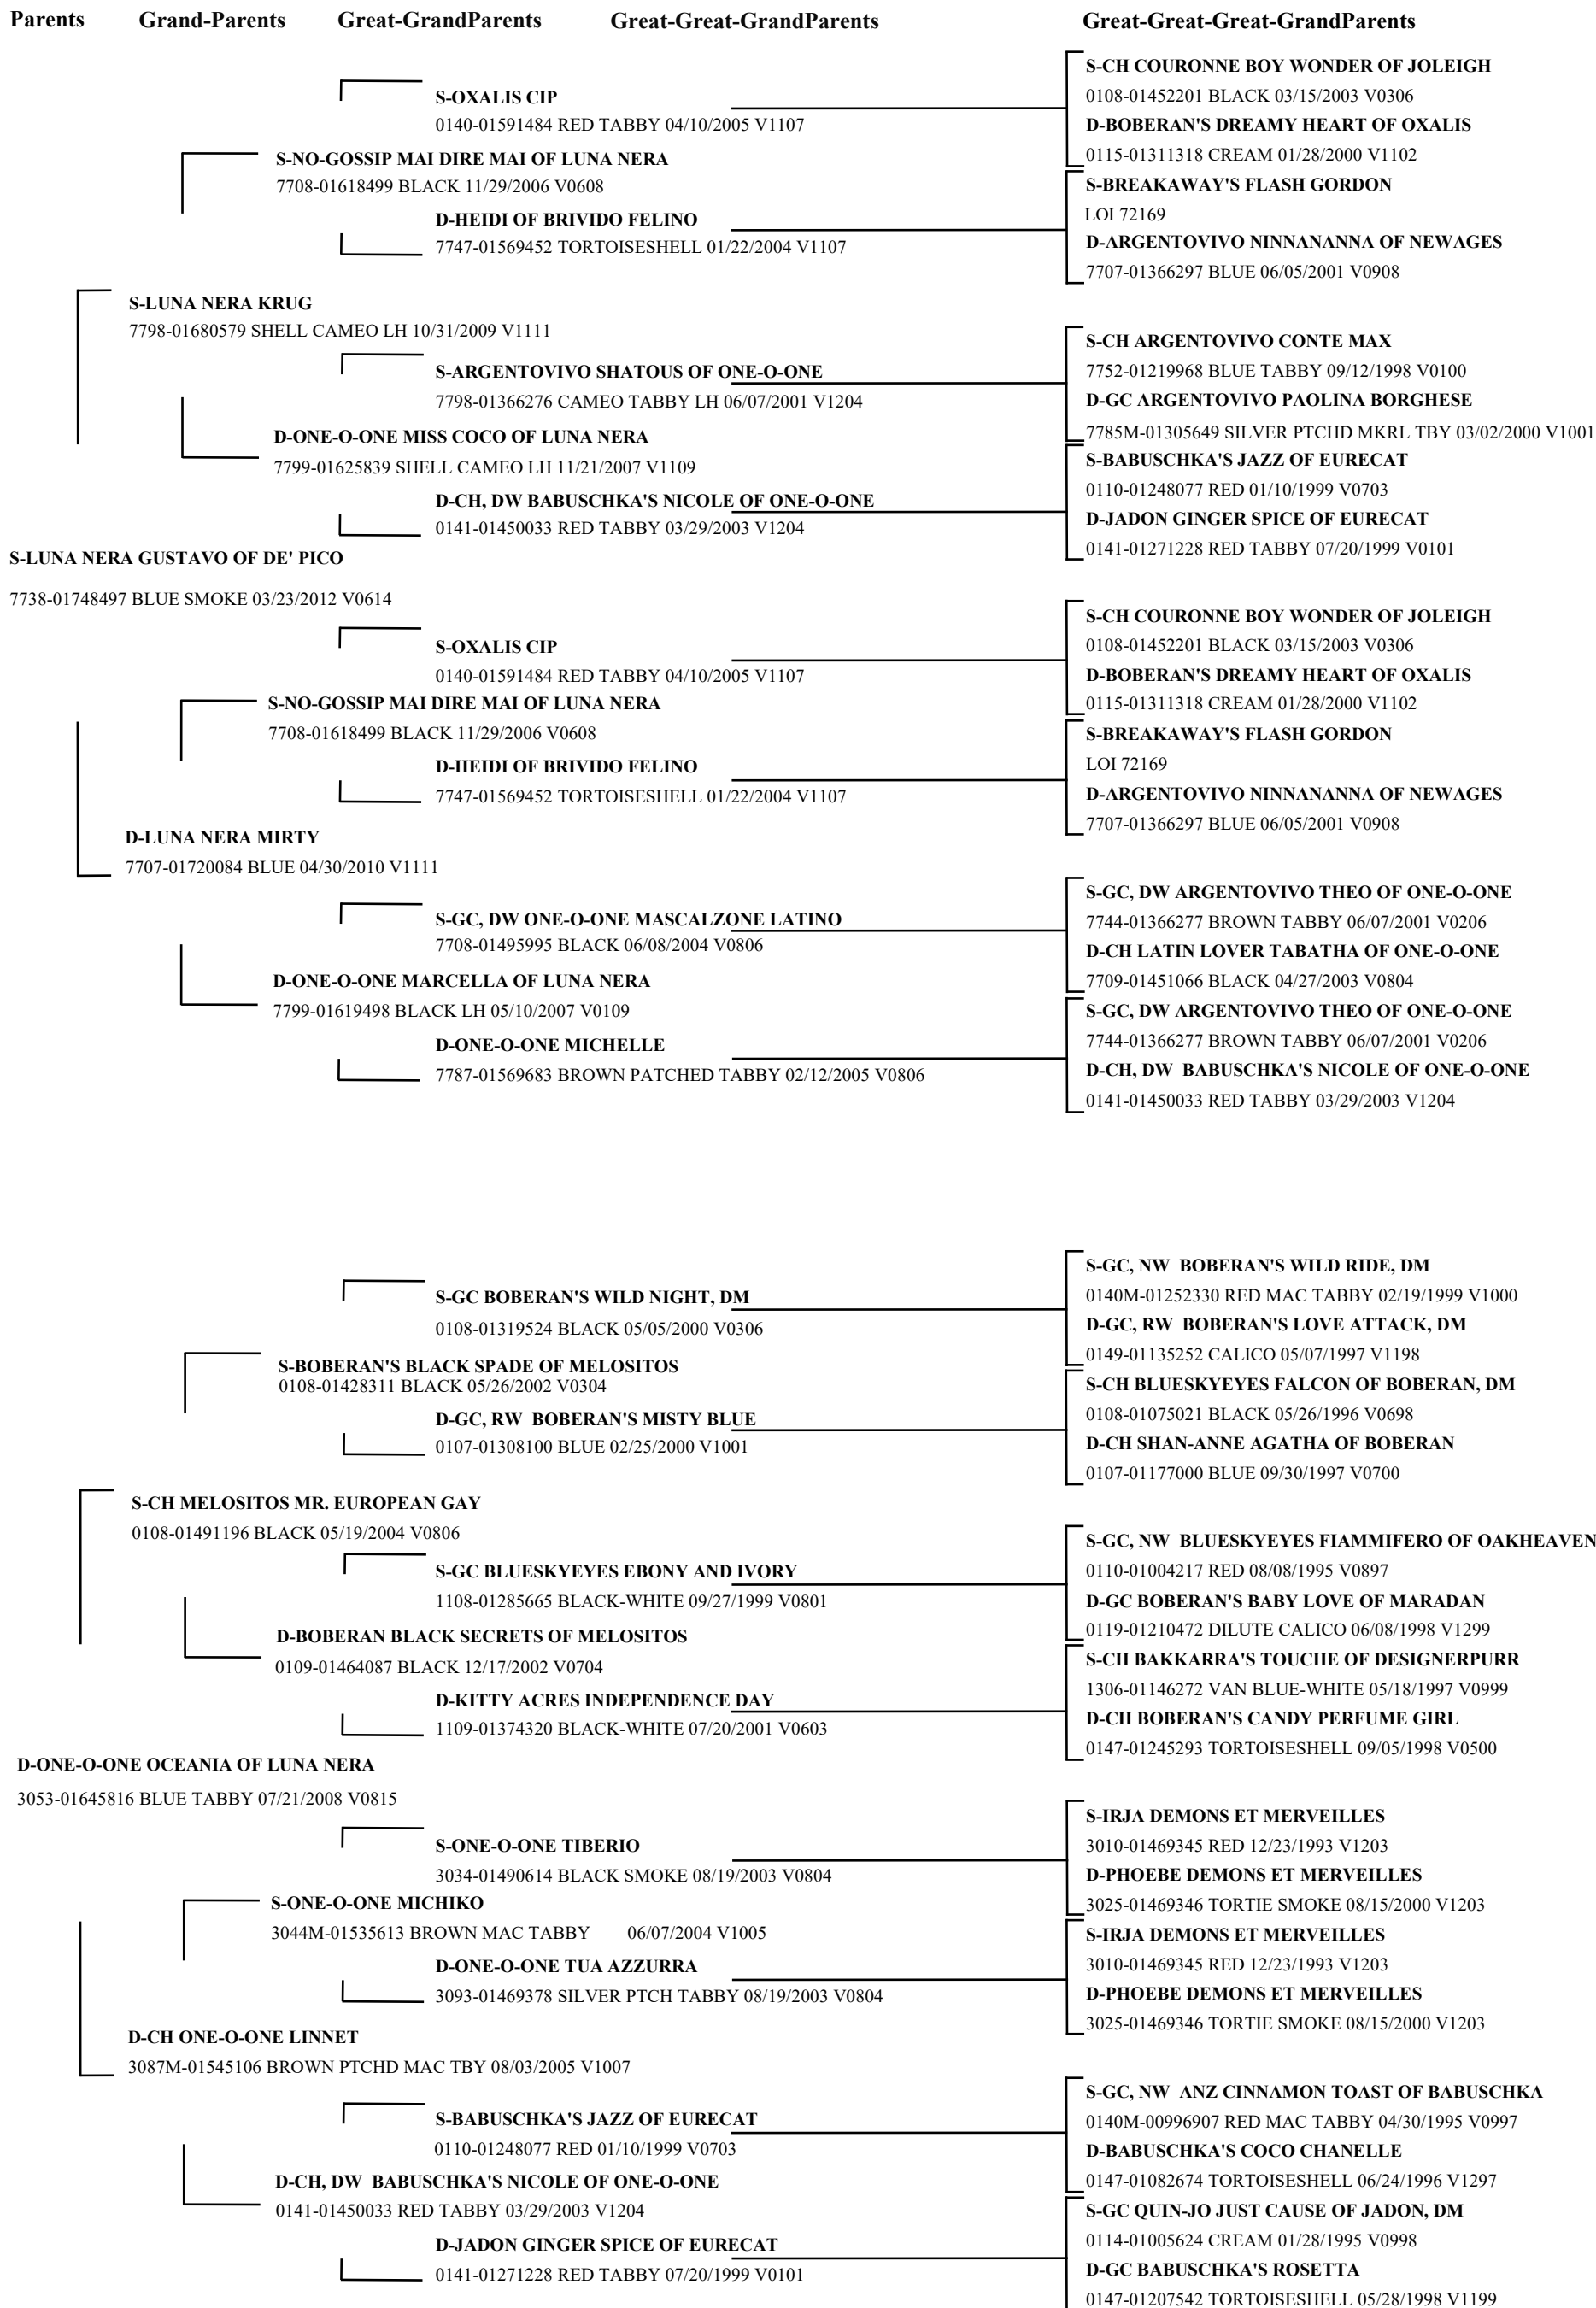 Parents Grand-Parents Great-GrandParents Great-Great-GrandParents Great-Great-Great-GrandParents
S-CH COURONNE BOY WONDER OF JOLEIGH
0108-01452201 BLACK 03/15/2003 V0306
S-OXALIS CIP
0140-01591484 RED TABBY 04/10/2005 V1107
D-BOBERAN'S DREAMY HEART OF OXALIS
0115-01311318 CREAM 01/28/2000 V1102
S-NO-GOSSIP MAI DIRE MAI OF LUNA NERA
7708-01618499 BLACK 11/29/2006 V0608
S-BREAKAWAY'S FLASH GORDON
LOI 72169
D-HEIDI OF BRIVIDO FELINO
7747-01569452 TORTOISESHELL 01/22/2004 V1107
D-ARGENTOVIVO NINNANANNA OF NEWAGES
7707-01366297 BLUE 06/05/2001 V0908
S-LUNA NERA KRUG
7798-01680579 SHELL CAMEO LH 10/31/2009 V1111
S-CH ARGENTOVIVO CONTE MAX
7752-01219968 BLUE TABBY 09/12/1998 V0100
S-ARGENTOVIVO SHATOUS OF ONE-O-ONE
7798-01366276 CAMEO TABBY LH 06/07/2001 V1204
D-GC ARGENTOVIVO PAOLINA BORGHESE
7785M-01305649 SILVER PTCHD MKRL TBY 03/02/2000 V1001
D-ONE-O-ONE MISS COCO OF LUNA NERA
7799-01625839 SHELL CAMEO LH 11/21/2007 V1109
S-BABUSCHKA'S JAZZ OF EURECAT
0110-01248077 RED 01/10/1999 V0703
D-CH, DW BABUSCHKA'S NICOLE OF ONE-O-ONE
0141-01450033 RED TABBY 03/29/2003 V1204
D-JADON GINGER SPICE OF EURECAT
0141-01271228 RED TABBY 07/20/1999 V0101
S-LUNA NERA GUSTAVO OF DE' PICO
7738-01748497 BLUE SMOKE 03/23/2012 V0614
S-CH COURONNE BOY WONDER OF JOLEIGH
0108-01452201 BLACK 03/15/2003 V0306
S-OXALIS CIP
0140-01591484 RED TABBY 04/10/2005 V1107
D-BOBERAN'S DREAMY HEART OF OXALIS
0115-01311318 CREAM 01/28/2000 V1102
S-NO-GOSSIP MAI DIRE MAI OF LUNA NERA
7708-01618499 BLACK 11/29/2006 V0608
S-BREAKAWAY'S FLASH GORDON
LOI 72169
D-HEIDI OF BRIVIDO FELINO
7747-01569452 TORTOISESHELL 01/22/2004 V1107
D-ARGENTOVIVO NINNANANNA OF NEWAGES
7707-01366297 BLUE 06/05/2001 V0908
D-LUNA NERA MIRTY
7707-01720084 BLUE 04/30/2010 V1111
S-GC, DW ARGENTOVIVO THEO OF ONE-O-ONE
7744-01366277 BROWN TABBY 06/07/2001 V0206
S-GC, DW ONE-O-ONE MASCALZONE LATINO
7708-01495995 BLACK 06/08/2004 V0806
D-CH LATIN LOVER TABATHA OF ONE-O-ONE
7709-01451066 BLACK 04/27/2003 V0804
D-ONE-O-ONE MARCELLA OF LUNA NERA
7799-01619498 BLACK LH 05/10/2007 V0109
S-GC, DW ARGENTOVIVO THEO OF ONE-O-ONE
7744-01366277 BROWN TABBY 06/07/2001 V0206
D-ONE-O-ONE MICHELLE
7787-01569683 BROWN PATCHED TABBY 02/12/2005 V0806
D-CH, DW BABUSCHKA'S NICOLE OF ONE-O-ONE
0141-01450033 RED TABBY 03/29/2003 V1204
S-GC, NW BOBERAN'S WILD RIDE, DM
0140M-01252330 RED MAC TABBY 02/19/1999 V1000
S-GC BOBERAN'S WILD NIGHT, DM
0108-01319524 BLACK 05/05/2000 V0306
D-GC, RW BOBERAN'S LOVE ATTACK, DM
0149-01135252 CALICO 05/07/1997 V1198
S-BOBERAN'S BLACK SPADE OF MELOSITOS
0108-01428311 BLACK 05/26/2002 V0304
S-CH BLUESKYEYES FALCON OF BOBERAN, DM
0108-01075021 BLACK 05/26/1996 V0698
D-GC, RW BOBERAN'S MISTY BLUE
0107-01308100 BLUE 02/25/2000 V1001
D-CH SHAN-ANNE AGATHA OF BOBERAN
0107-01177000 BLUE 09/30/1997 V0700
S-CH MELOSITOS MR. EUROPEAN GAY
0108-01491196 BLACK 05/19/2004 V0806
S-GC, NW BLUESKYEYES FIAMMIFERO OF OAKHEAVEN
0110-01004217 RED 08/08/1995 V0897
S-GC BLUESKYEYES EBONY AND IVORY
1108-01285665 BLACK-WHITE 09/27/1999 V0801
D-GC BOBERAN'S BABY LOVE OF MARADAN
0119-01210472 DILUTE CALICO 06/08/1998 V1299
D-BOBERAN BLACK SECRETS OF MELOSITOS
0109-01464087 BLACK 12/17/2002 V0704
S-CH BAKKARRA'S TOUCHE OF DESIGNERPURR
1306-01146272 VAN BLUE-WHITE 05/18/1997 V0999
D-KITTY ACRES INDEPENDENCE DAY
1109-01374320 BLACK-WHITE 07/20/2001 V0603
D-CH BOBERAN'S CANDY PERFUME GIRL
0147-01245293 TORTOISESHELL 09/05/1998 V0500
D-ONE-O-ONE OCEANIA OF LUNA NERA
3053-01645816 BLUE TABBY 07/21/2008 V0815
S-IRJA DEMONS ET MERVEILLES
3010-01469345 RED 12/23/1993 V1203
S-ONE-O-ONE TIBERIO
3034-01490614 BLACK SMOKE 08/19/2003 V0804
D-PHOEBE DEMONS ET MERVEILLES
3025-01469346 TORTIE SMOKE 08/15/2000 V1203
S-ONE-O-ONE MICHIKO
3044M-01535613 BROWN MAC TABBY 06/07/2004 V1005
S-IRJA DEMONS ET MERVEILLES
3010-01469345 RED 12/23/1993 V1203
D-ONE-O-ONE TUA AZZURRA
3093-01469378 SILVER PTCH TABBY 08/19/2003 V0804
D-PHOEBE DEMONS ET MERVEILLES
3025-01469346 TORTIE SMOKE 08/15/2000 V1203
D-CH ONE-O-ONE LINNET
3087M-01545106 BROWN PTCHD MAC TBY 08/03/2005 V1007
S-GC, NW ANZ CINNAMON TOAST OF BABUSCHKA
0140M-00996907 RED MAC TABBY 04/30/1995 V0997
S-BABUSCHKA'S JAZZ OF EURECAT
0110-01248077 RED 01/10/1999 V0703
D-BABUSCHKA'S COCO CHANELLE
0147-01082674 TORTOISESHELL 06/24/1996 V1297
D-CH, DW BABUSCHKA'S NICOLE OF ONE-O-ONE
0141-01450033 RED TABBY 03/29/2003 V1204
S-GC QUIN-JO JUST CAUSE OF JADON, DM
0114-01005624 CREAM 01/28/1995 V0998
D-JADON GINGER SPICE OF EURECAT
0141-01271228 RED TABBY 07/20/1999 V0101
D-GC BABUSCHKA'S ROSETTA
0147-01207542 TORTOISESHELL 05/28/1998 V1199